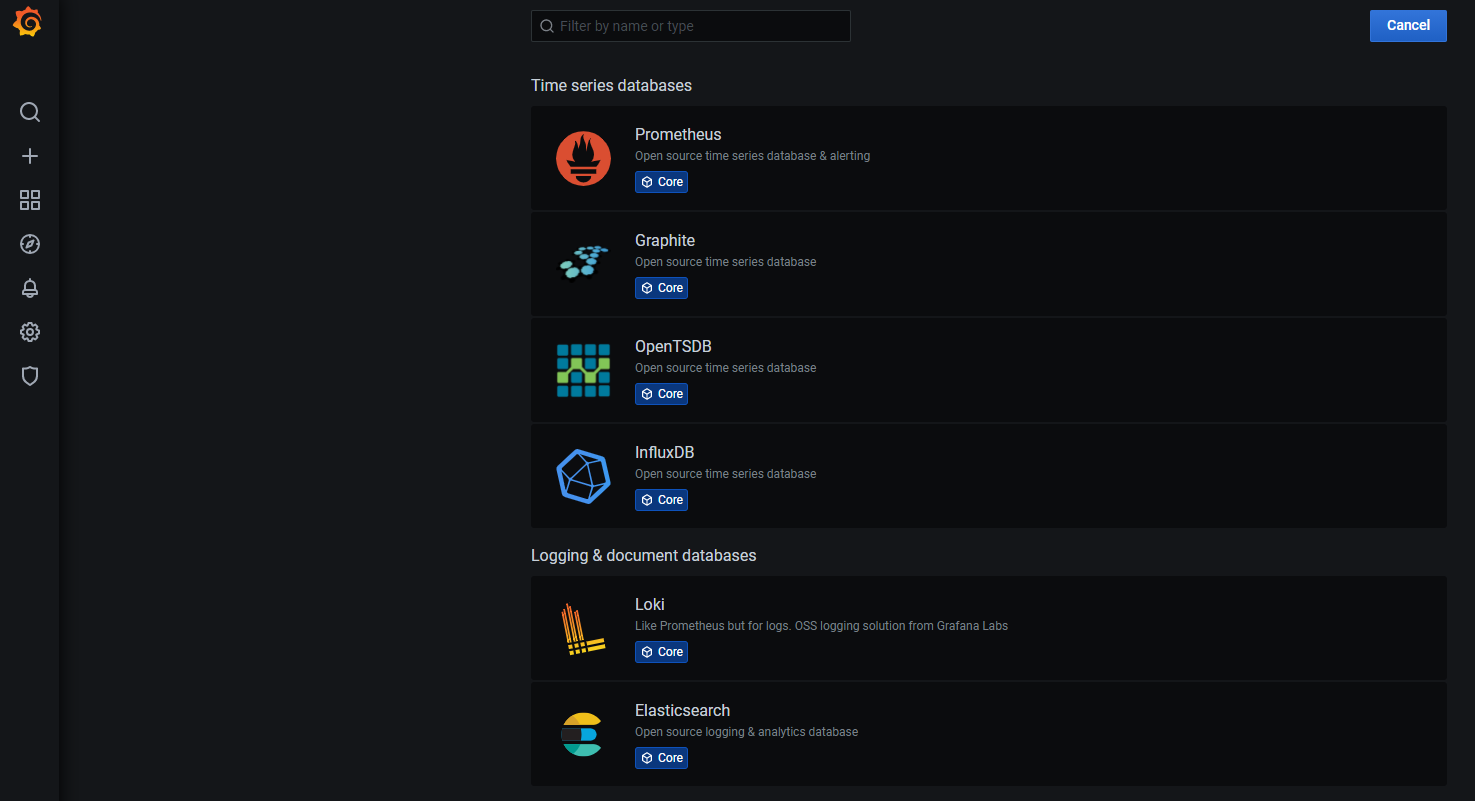 Filter by name or type
Cancel
Time series databases
Prometheus
Open source time series database & alerting
Core
Graphite
Open source time series database
Core
OpenTSDB
Open source time series database
Core
InfluxDB
Open source time series database
Core
Logging & document databases
Loki
Like Prometheus but for logs. OSS logging solution from Grafana Labs
Core
Elasticsearch
Open source logging & analytics database
Core